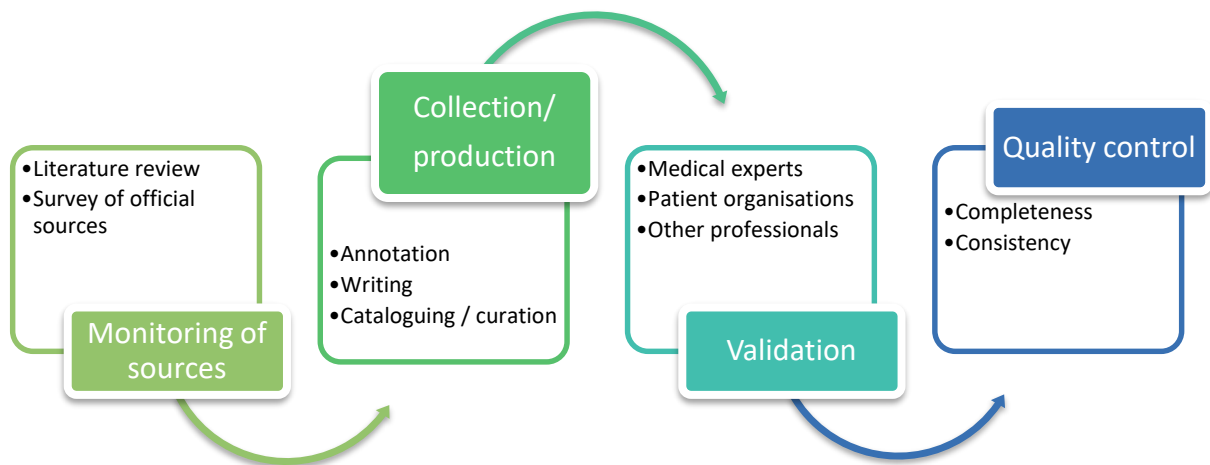 •Literature review
•Survey of official
sources
Monitoring of
sources
Collection/
production
•Annotation
•Writing
•Cataloguing / curation
•Medical experts
•Patient organisations
•Other professionals
Validation
Quality control
•Completeness
•Consistency